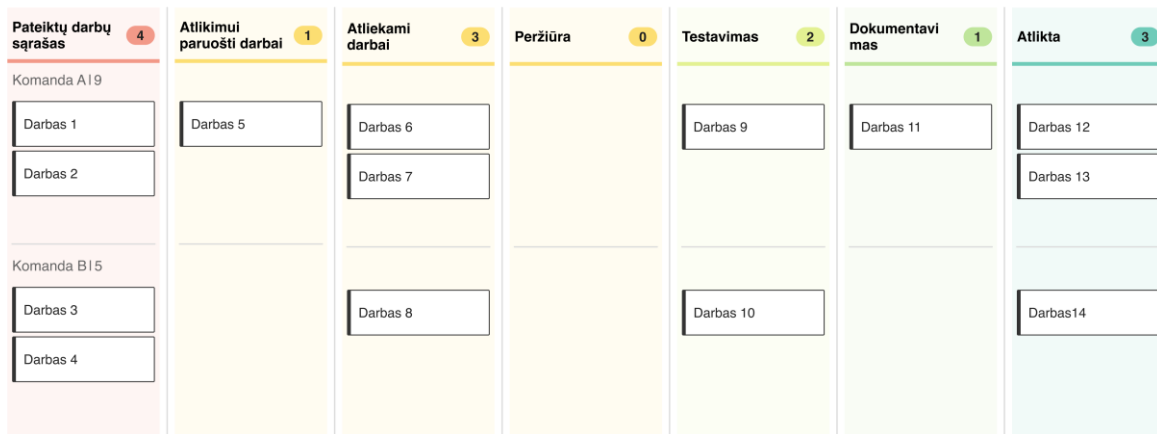 Pateiktų darbų
sąrašas
4
Atlikimui
paruošti darbai
1
Atliekami
darbai
3
Peržiūra
0
Testavimas
2
Dokumentavi
mas
1
Atlikta
3
Komanda A|9
Darbas 1
Darbas 5
Darbas 6
Darbas 9
Darbas 11
Darbas 12
Darbas 2
Darbas 7
Darbas 13
Komanda B|5
Darbas 3
Darbas 8
Darbas 10
Darbas14
Darbas 4